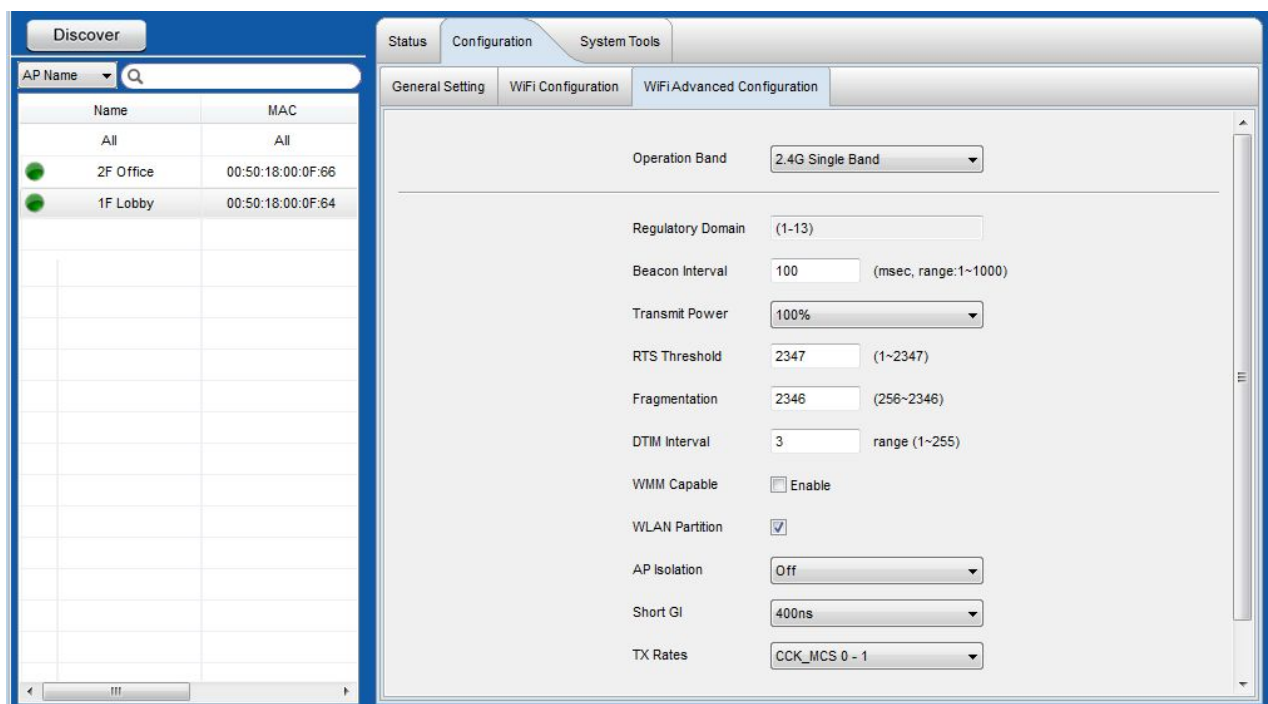 Discover
Status Configuration System Tools
AP Name
General Setting WiFi Configuration WiFi Advanced Configuration
Name MAC
All All
2F Office 00:50:18:00:0F:66
1F Lobby 00:50:18:00:0F:64
Operation Band 2.4G Single Band
Regulatory Domain (1-13)
Beacon Interval 100 (msec, range:1~1000)
Transmit Power 100%
RTS Threshold 2347 (1~2347)
Fragmentation 2346 (256~2346)
DTIM Interval 3 range (1~255)
WMM Capable Enable
WLAN Partition
AP Isolation Off
Short GI 400ns
TX Rates CCK_MCS 0 - 1